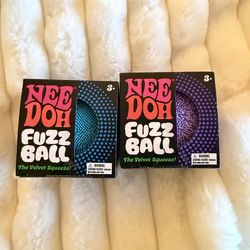 3+
NEE
DOH
FUZZ
BALL
The Velvet Squeeze!
3+
NEE
DOH
FUZZ
BALL
The Velvet Squeeze!